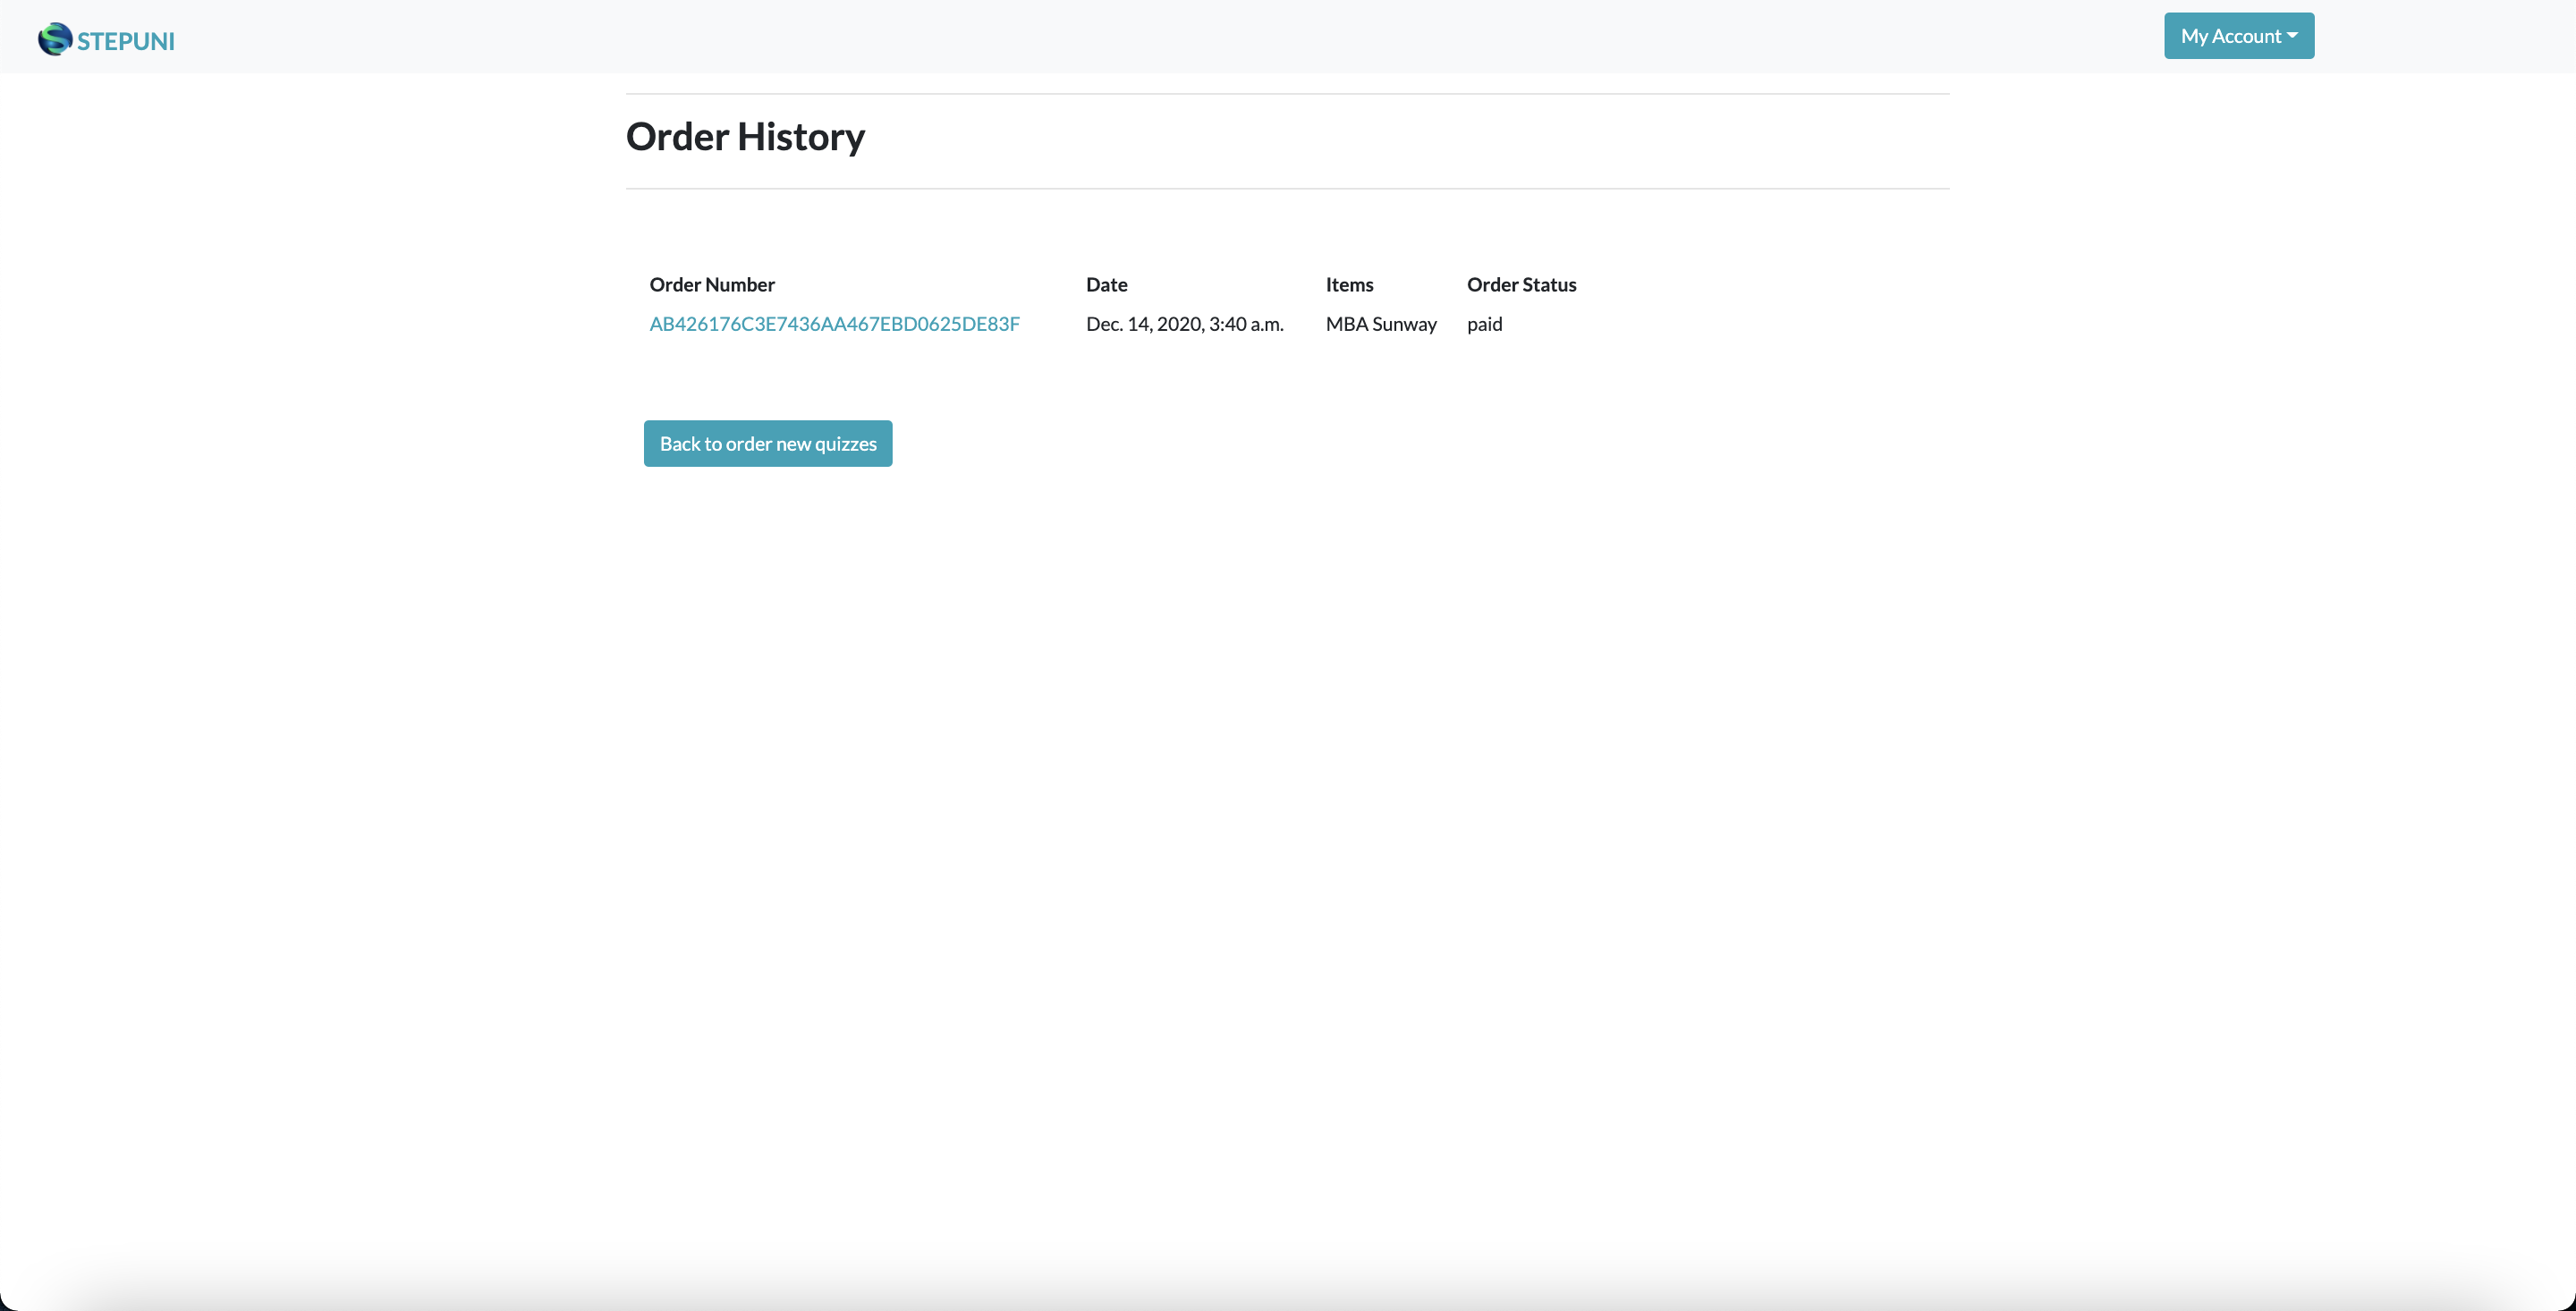 STEPUNI
My Account
Order History
Order Number Date Items Order Status
AB426176C3E7436AA467EBD0625DE83F Dec. 14, 2020, 3:40 a.m. MBA Sunway paid
Back to order new quizzes